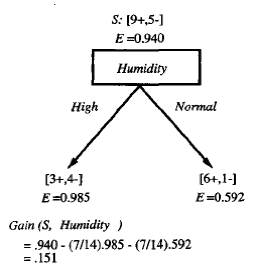 S: [9+,5-]
E =0.940
Humidity
High Normal
[3+,4-] [6+,1-]
E =0.985 E =0.592
Gain (S, Humidity )
= .940 - (7/14).985 - (7/14).592
= .151